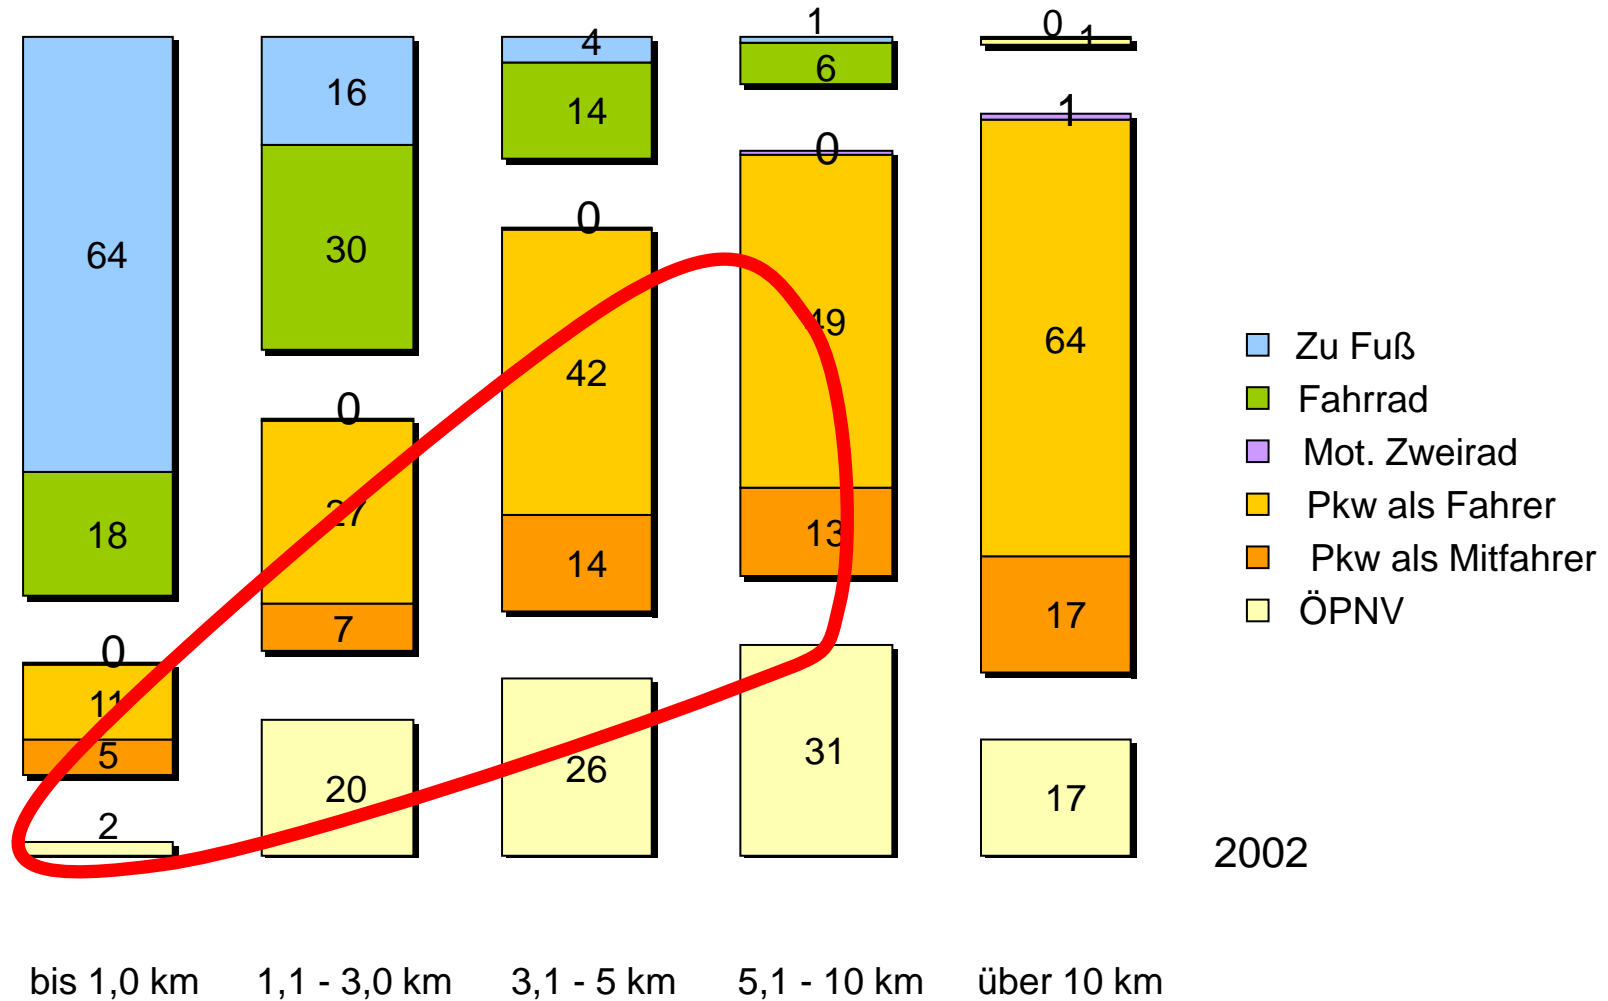 64
18
0
11
5
2
16
30
0
27
7
20
4
14
0
42
14
26
1
6
0
49
13
31
0
1
1
64
17
17
Zu Fuß
Fahrrad
Mot. Zweirad
Pkw als Fahrer
Pkw als Mitfahrer
ÖPNV
2002
bis 1,0 km
1,1 - 3,0 km
3,1 - 5 km
5,1 - 10 km
über 10 km